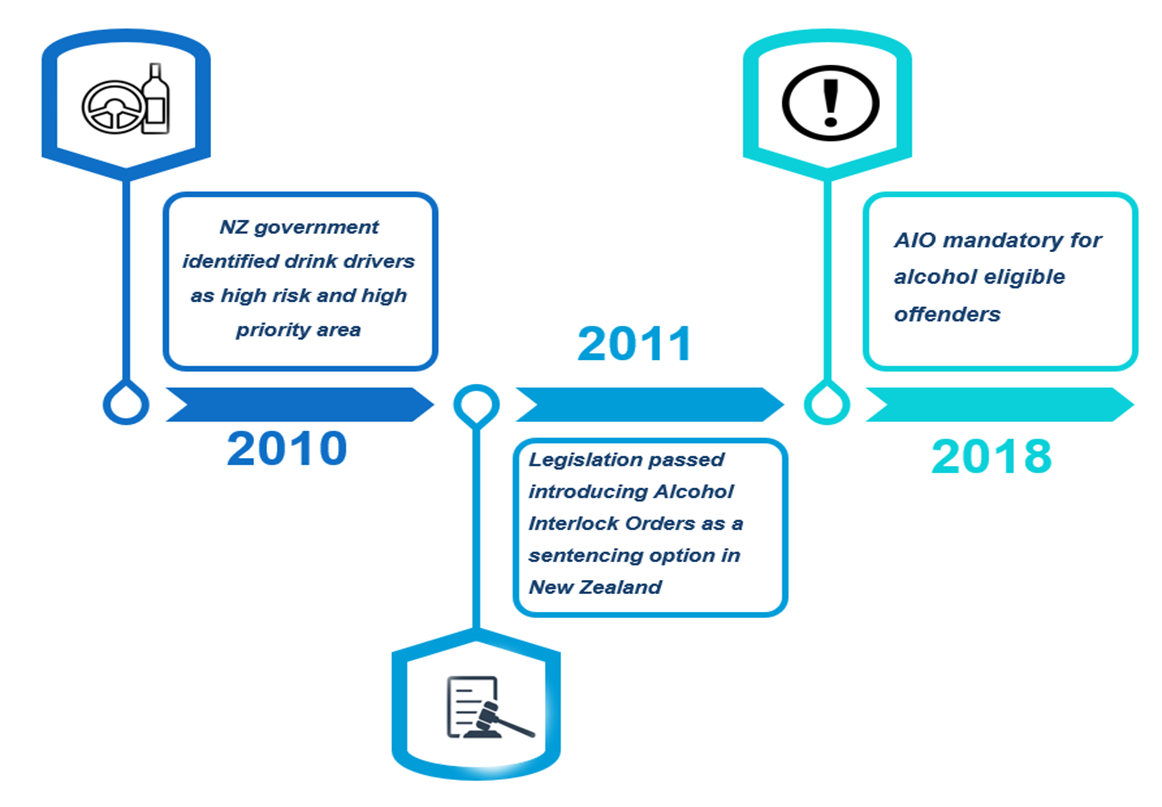 NZ government
identified drink drivers
as high risk and high
priority area
2010
2011
Legislation passed
introducing Alcohol
Interlock Orders as a
sentencing option in
New Zealand
AIO mandatory for
alcohol eligible
offenders
2018